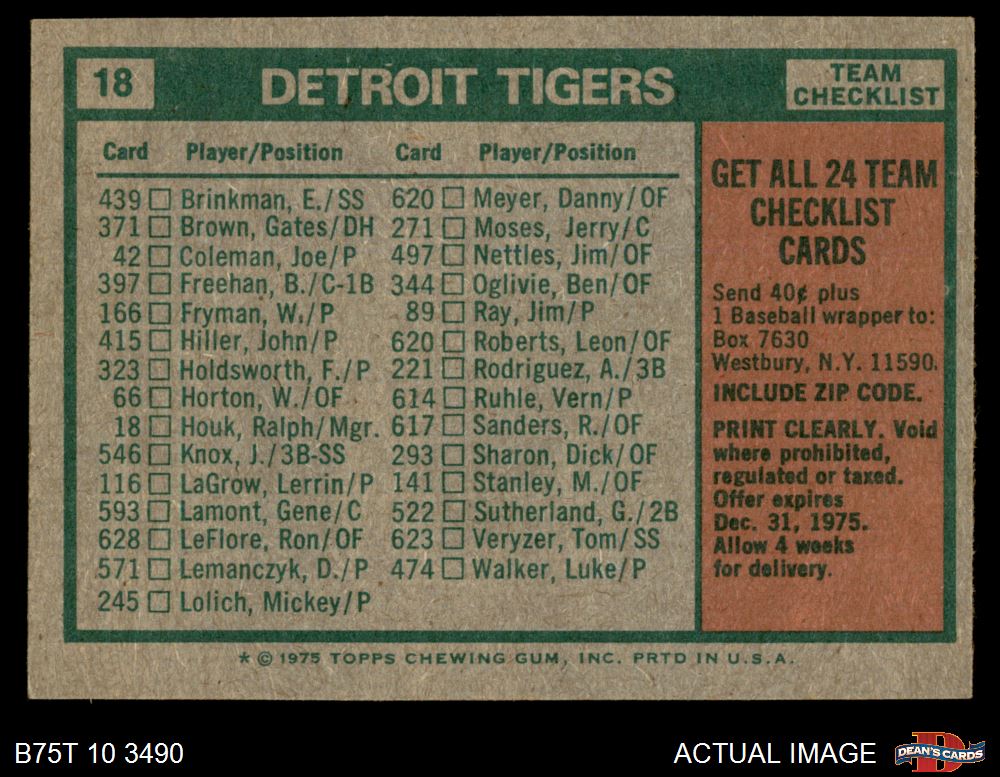 18
DETROIT TIGERS
TEAM
CHECKLIST
Card Player/Position Card Player/Position
439 □ Brinkman, E./SS 620 □ Meyer, Danny/OF
371 □ Brown, Gates/DH 271 □ Moses, Jerry/C
42 □ Coleman, Joe/P 497 □ Nettles, Jim/OF
397 □ Freehan, B./C-1B 344 □ Oglivie, Ben/OF
166 □ Fryman, W./P 89 □ Ray, Jim/P
415 □ Hiller, John/P 620 □ Roberts, Leon/OF
323 □ Holdsworth, F./P 221 □ Rodriguez, A./3B
66 □ Horton, W./OF 614 □ Ruhle, Vern/P
18 □ Houk, Ralph/Mgr. 617 □ Sanders, R./OF
546 □ Knox, J./3B-SS 293 □ Sharon, Dick/OF
116 □ LaGrow, Lerrin/P 141 □ Stanley, M./OF
593 □ Lamont, Gene/C 522 □ Sutherland, G./2B
628 □ LeFlore, Ron/OF 623 □ Veryzer, Tom/SS
571 □ Lemanczyk, D./P 474 □ Walker, Luke/P
245 □ Lolich, Mickey/P
GET ALL 24 TEAM
CHECKLIST
CARDS
Send 40¢ plus
1 Baseball wrapper to:
Box 7630
Westbury, N.Y. 11590.
INCLUDE ZIP CODE.
PRINT CLEARLY. Void
where prohibited,
regulated or taxed.
Offer expires
Dec. 31, 1975.
Allow 4 weeks
for delivery.
* © 1975 TOPPS CHEWING GUM, INC. PRTD IN U.S.A.
B75T 10 3490
ACTUAL IMAGE
D
DEAN'S CARDS